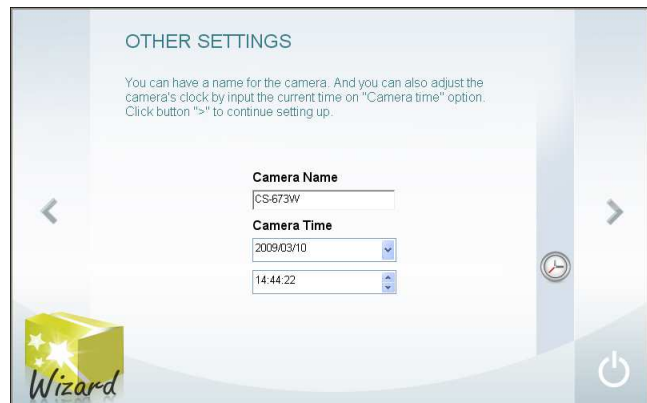 OTHER SETTINGS
You can have a name for the camera. And you can also adjust the
camera's clock by input the current time on "Camera time" option.
Click button ">" to continue setting up.
Camera Name
CS-673W
Camera Time
2009/03/10
14:44:22
Wizard